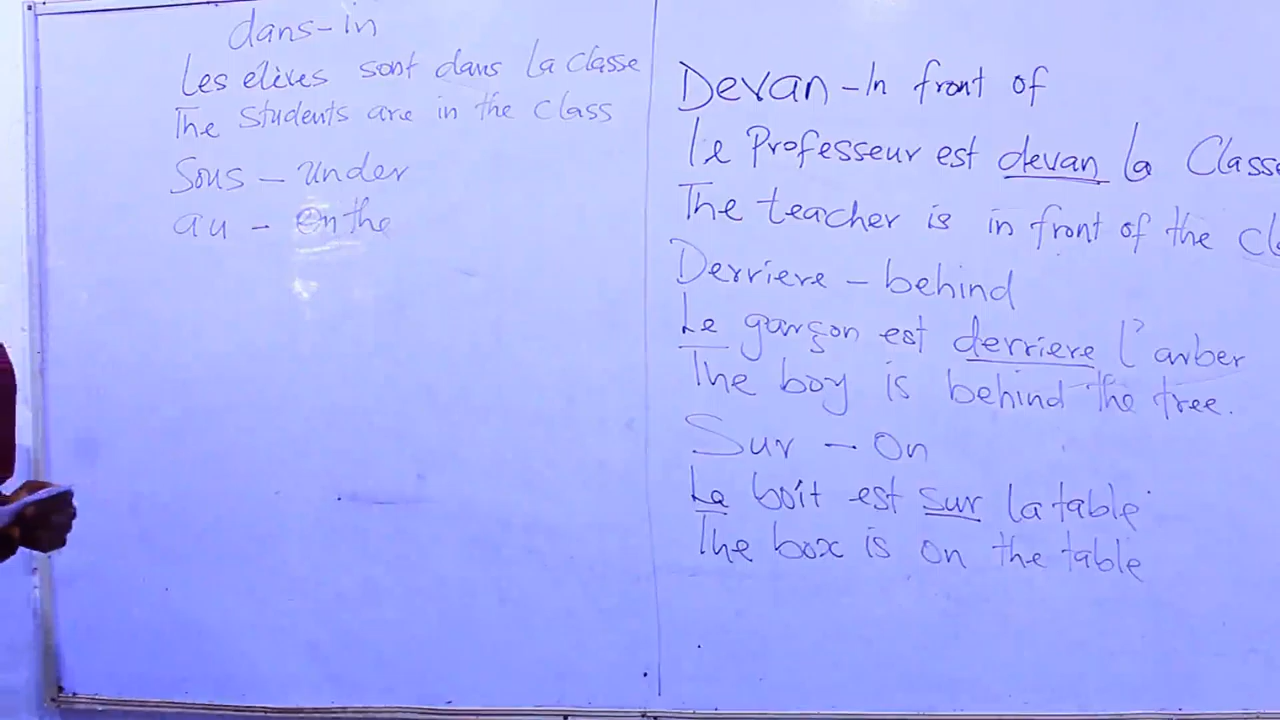 dans-in
Les elives sont dans la classe
The students are in the class
Sous - under
au - on the
Devan - In front of
le Professeur est devan la Classe
The teacher is in front of the
Derriere - behind
Le garçon est derriere l'arber
The boy is behind the tree.
Sur - On
La boit est sur la table
The box is on the table